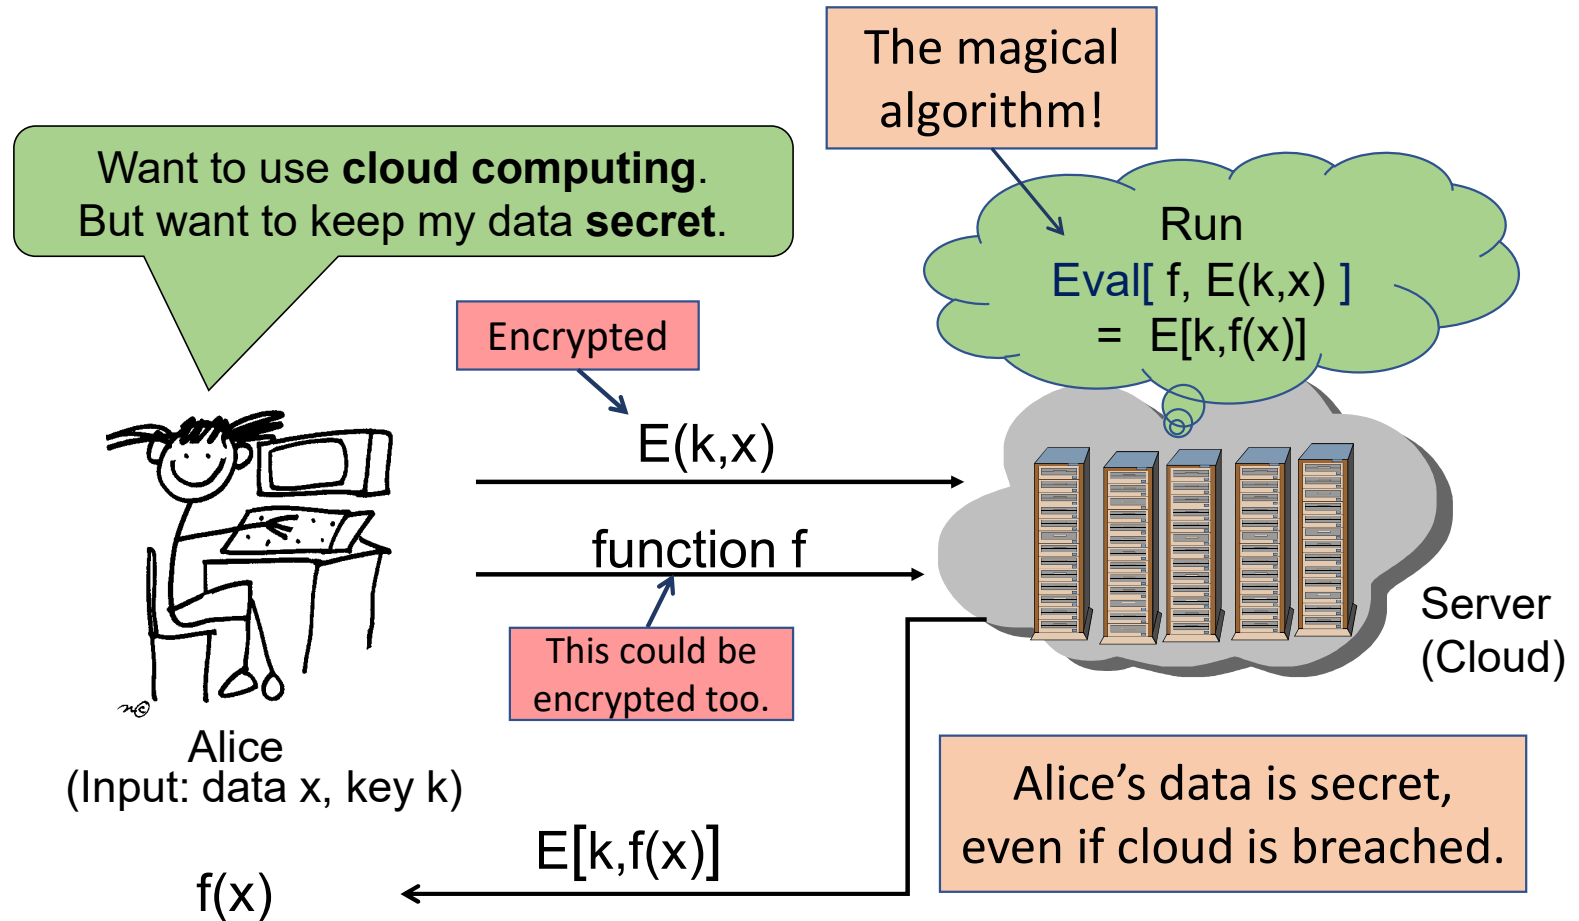 The magical
algorithm!
Want to use cloud computing.
But want to keep my data secret.
Run
Eval[ f, E(k,x) ]
= E[k,f(x)]
Encrypted
E(k,x)
function f
This could be
encrypted too.
Server
(Cloud)
Alice
(Input: data x, key k)
Alice’s data is secret,
even if cloud is breached.
E[k,f(x)]
f(x)